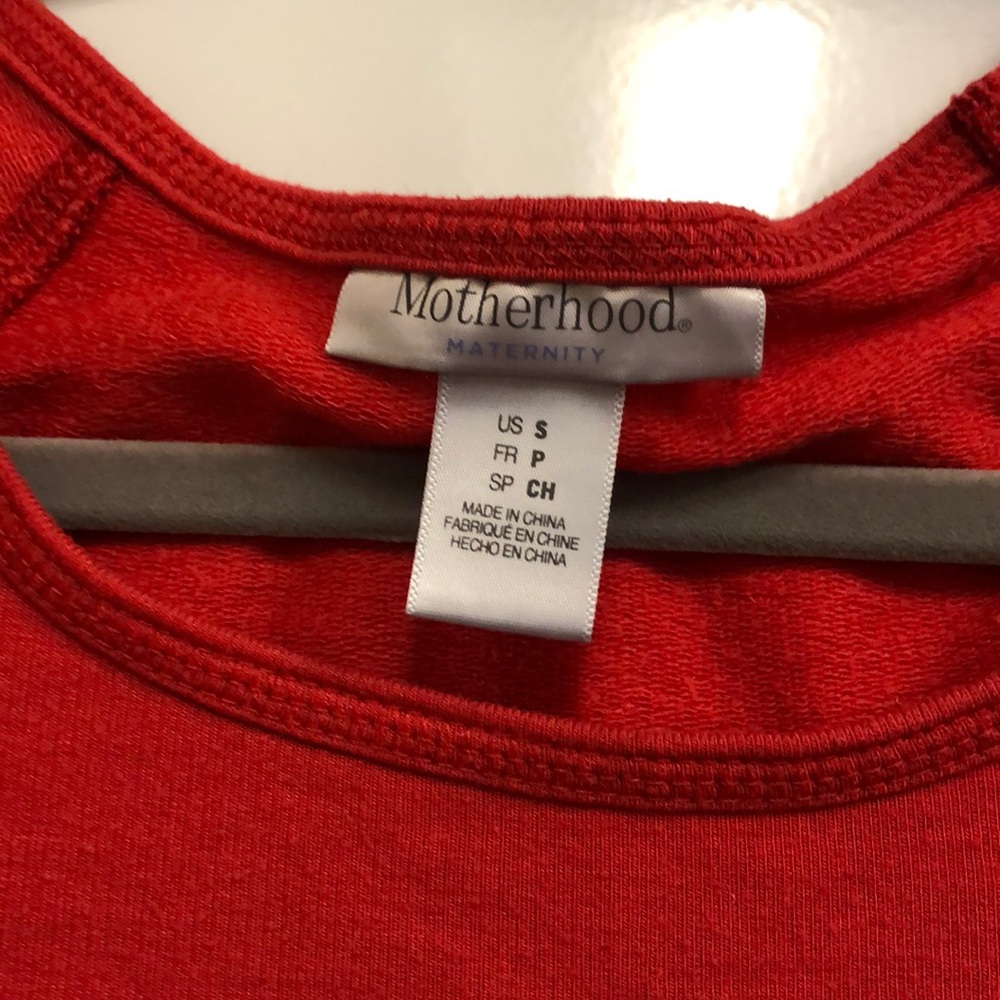 Motherhood®
MATERNITY
US S
FR P
SP CH
MADE IN CHINA
FABRIQUÉ EN CHINE
HECHO EN CHINA